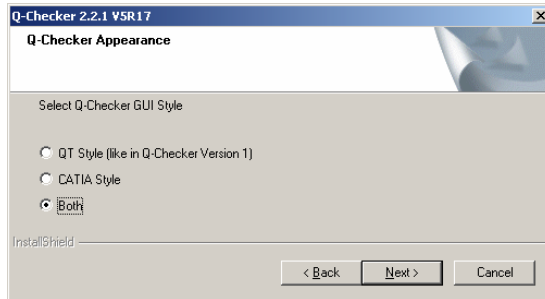 Q-Checker 2.2.1 V5R17
Q-Checker Appearance
Select Q-Checker GUI Style
QT Style (like in Q-Checker Version 1)
CATIA Style
Both
InstallShield
< Back Next > Cancel